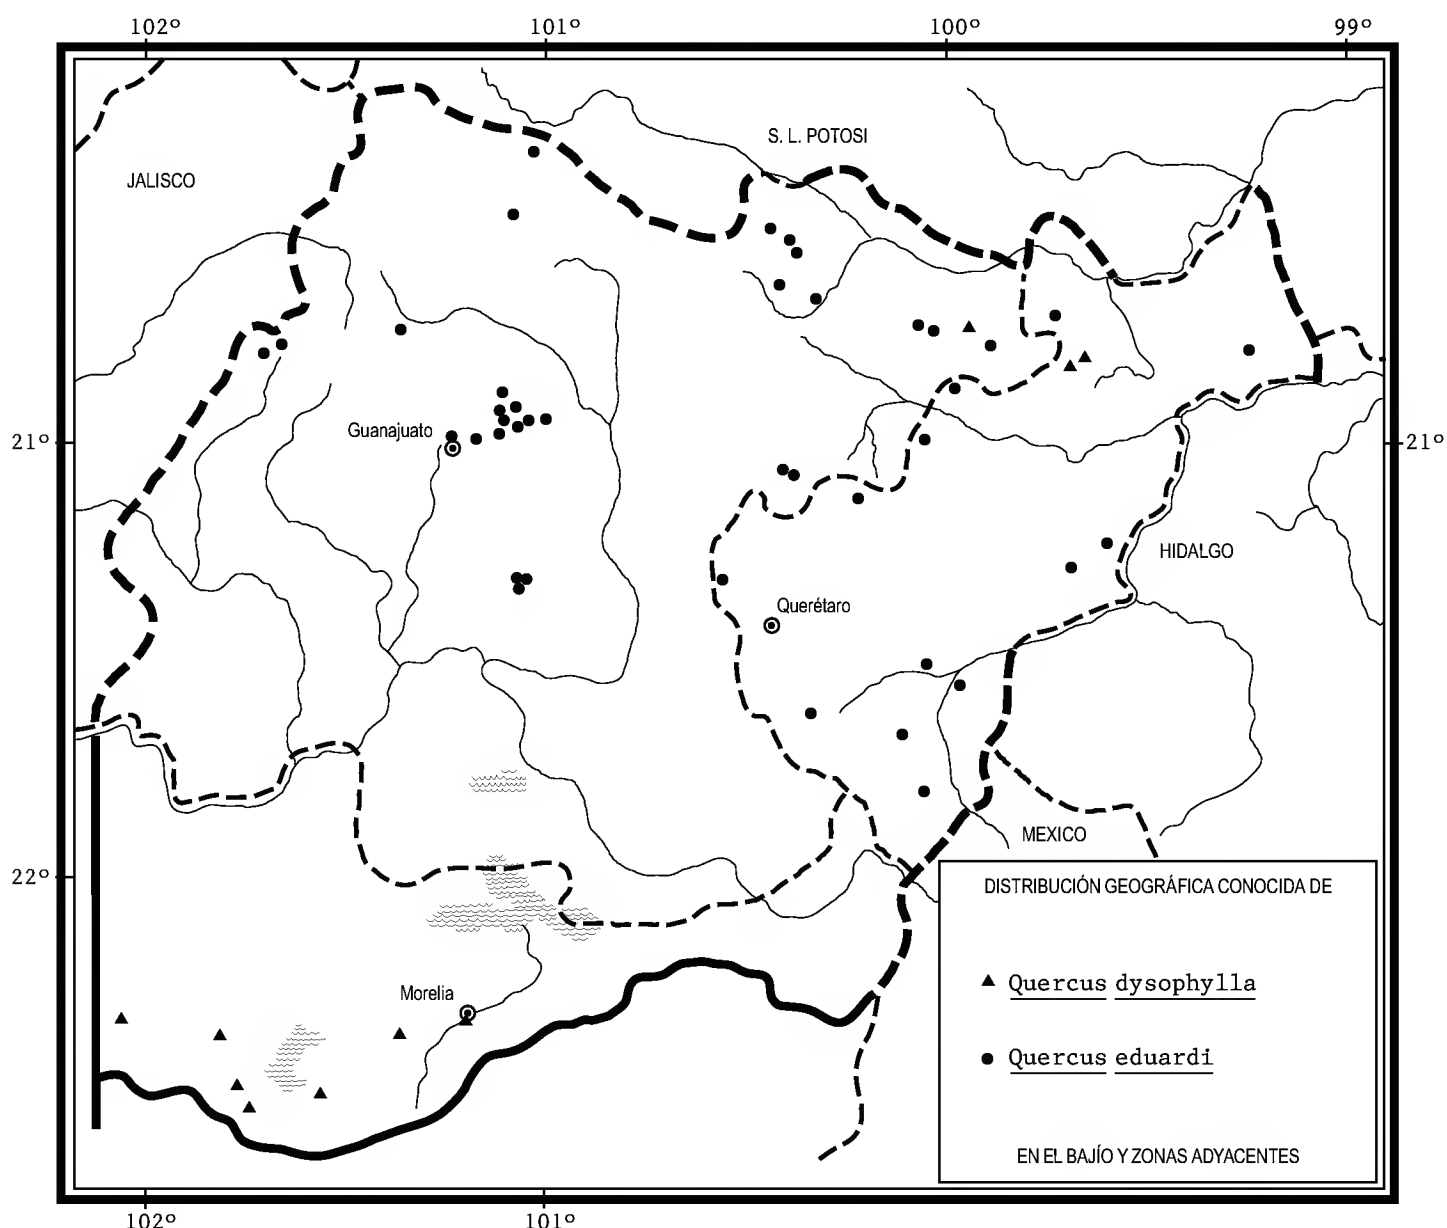 102º 101º 100º 99º
S. L. POTOSI
JALISCO
Guanajuato
21º 21º
HIDALGO
Querétaro
MEXICO
22º
DISTRIBUCIÓN GEOGRÁFICA CONOCIDA DE
Quercus dysophylla
Morelia
Quercus eduardi
EN EL BAJÍO Y ZONAS ADYACENTES
102º 101º